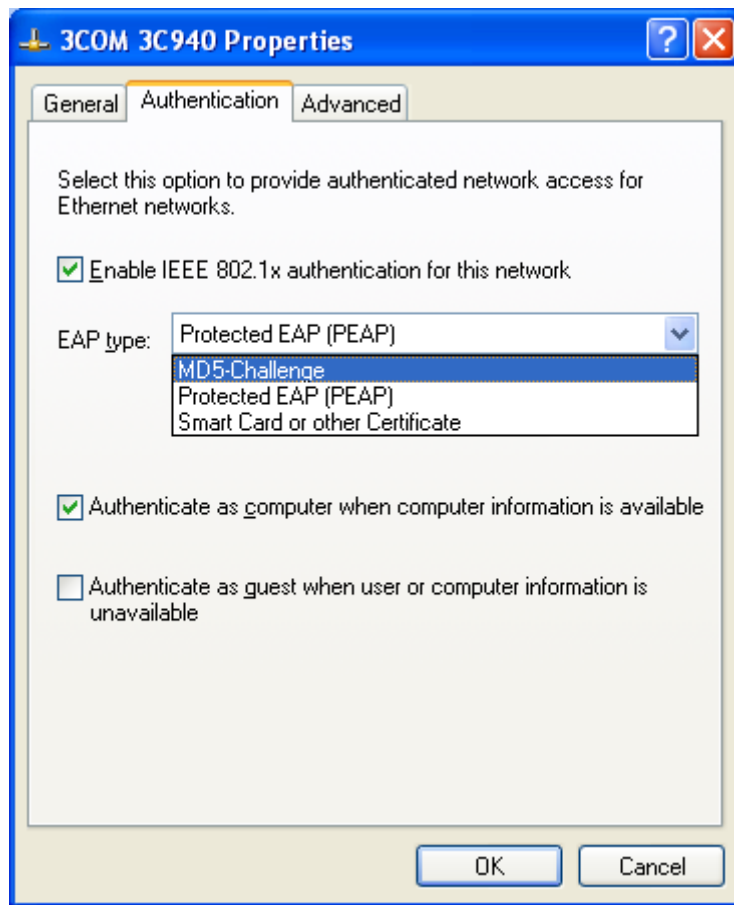 3COM 3C940 Properties
General Authentication Advanced
Select this option to provide authenticated network access for
Ethernet networks.
Enable IEEE 802.1x authentication for this network
EAP type: Protected EAP (PEAP)
MD5-Challenge
Protected EAP (PEAP)
Smart Card or other Certificate
Authenticate as computer when computer information is available
Authenticate as guest when user or computer information is
unavailable
OK Cancel